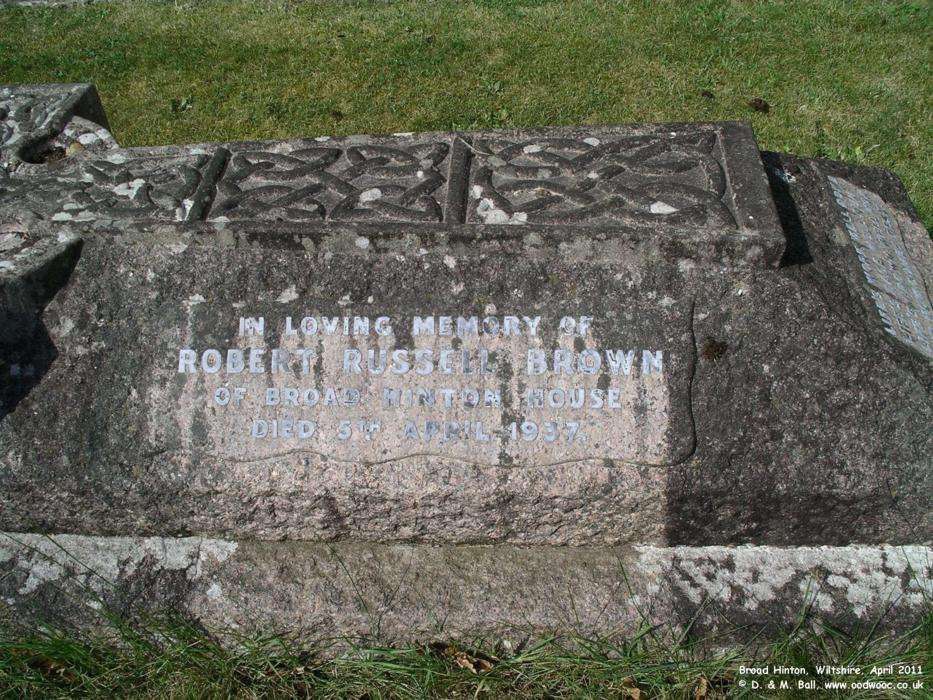 IN LOVING MEMORY OF
ROBERT RUSSELL BROWN
OF BROAD HINTON HOUSE
DIED 5TH APRIL 1937.
Broad Hinton, Wiltshire, April 2011
© D. & M. Ball, www.oodwooc.co.uk